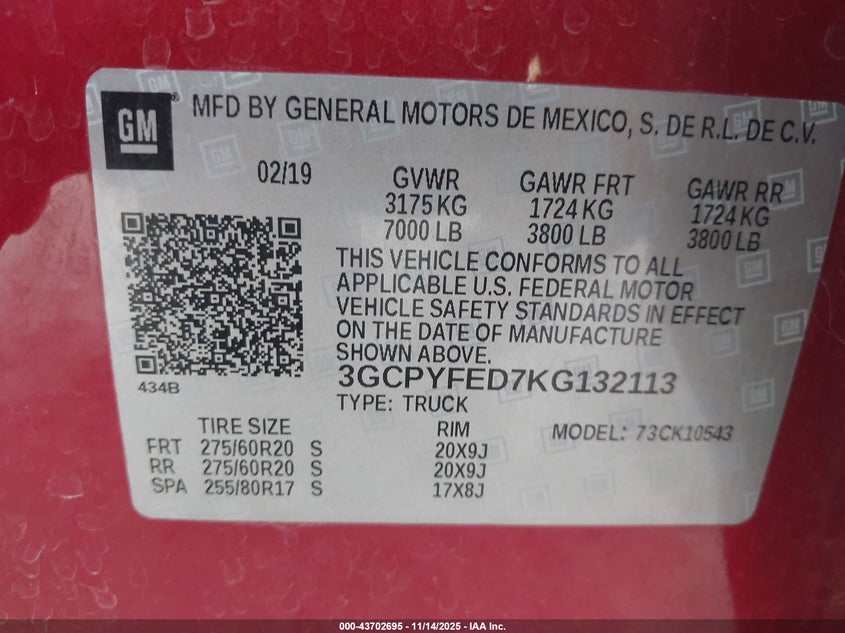 GM
MFD BY GENERAL MOTORS DE MEXICO, S. DE R.L. DE C.V.
02/19 GVWR GAWR FRT GAWR RR
3175 KG 1724 KG 1724 KG
7000 LB 3800 LB 3800 LB
THIS VEHICLE CONFORMS TO ALL
APPLICABLE U.S. FEDERAL MOTOR
VEHICLE SAFETY STANDARDS IN EFFECT
ON THE DATE OF MANUFACTURE
SHOWN ABOVE.
434B
3GCPYFED7KG132113
TYPE: TRUCK
TIRE SIZE RIM MODEL: 73CK10543
FRT 275/60R20 S 20X9J
RR 275/60R20 S 20X9J
SPA 255/80R17 S 17X8J
000-43702695 - 11/14/2025 - IAA Inc.